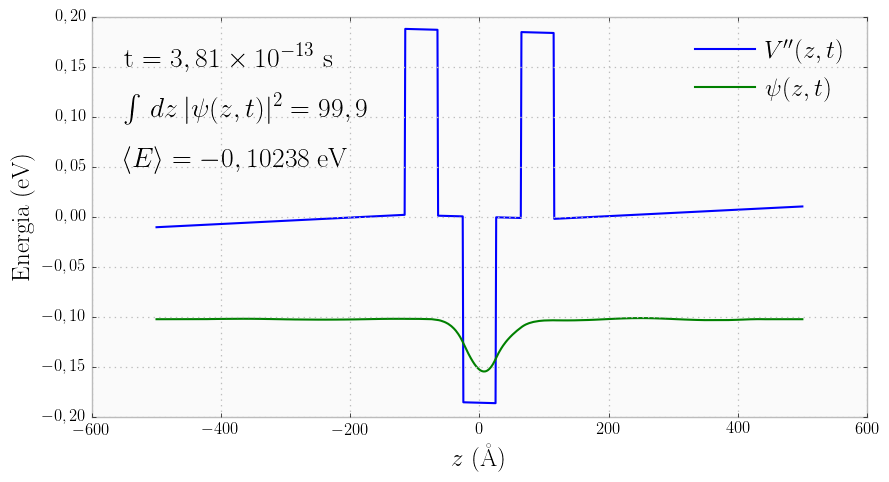 0,20
0,15
0,10
0,05
0,00
−0,05
−0,10
−0,15
−0,20
Energia (eV)
t = 3,81 × 10⁻¹³ s
∫ dz |ψ(z,t)|² = 99,9
⟨E⟩ = −0,10238 eV
V′′(z,t)
ψ(z,t)
−600 −400 −200 0 200 400 600
z (Å)